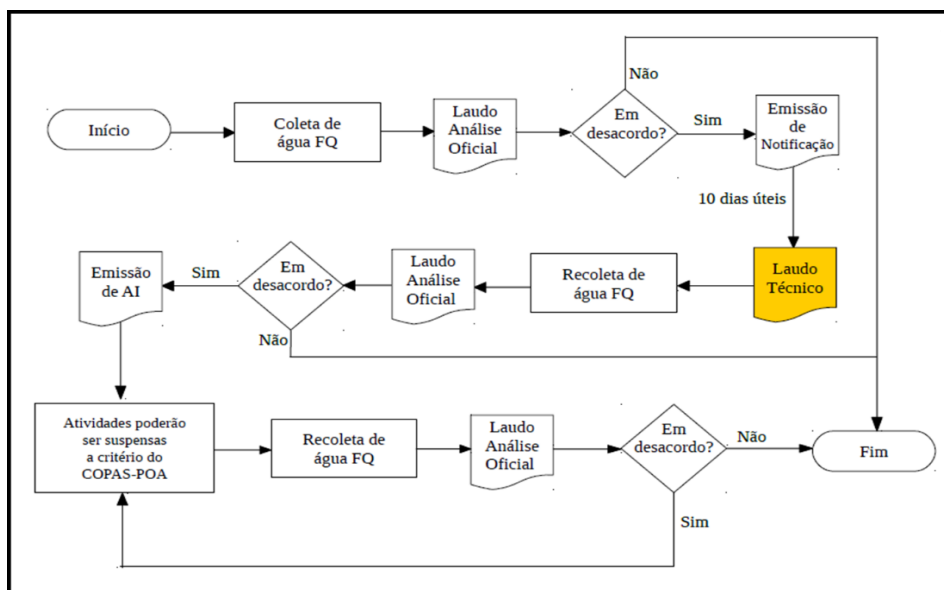 Não
Início
Coleta de
água FQ
Laudo
Análise
Oficial
Em
desacordo?
Sim
Emissão
de
Notificação
10 dias úteis
Emissão
de AI
Sim
Em
desacordo?
Não
Laudo
Análise
Oficial
Recoleta de
água FQ
Laudo
Técnico
Atividades poderão
ser suspensas
a critério do
COPAS-POA
Recoleta de
água FQ
Laudo
Análise
Oficial
Em
desacordo?
Não
Fim
Sim